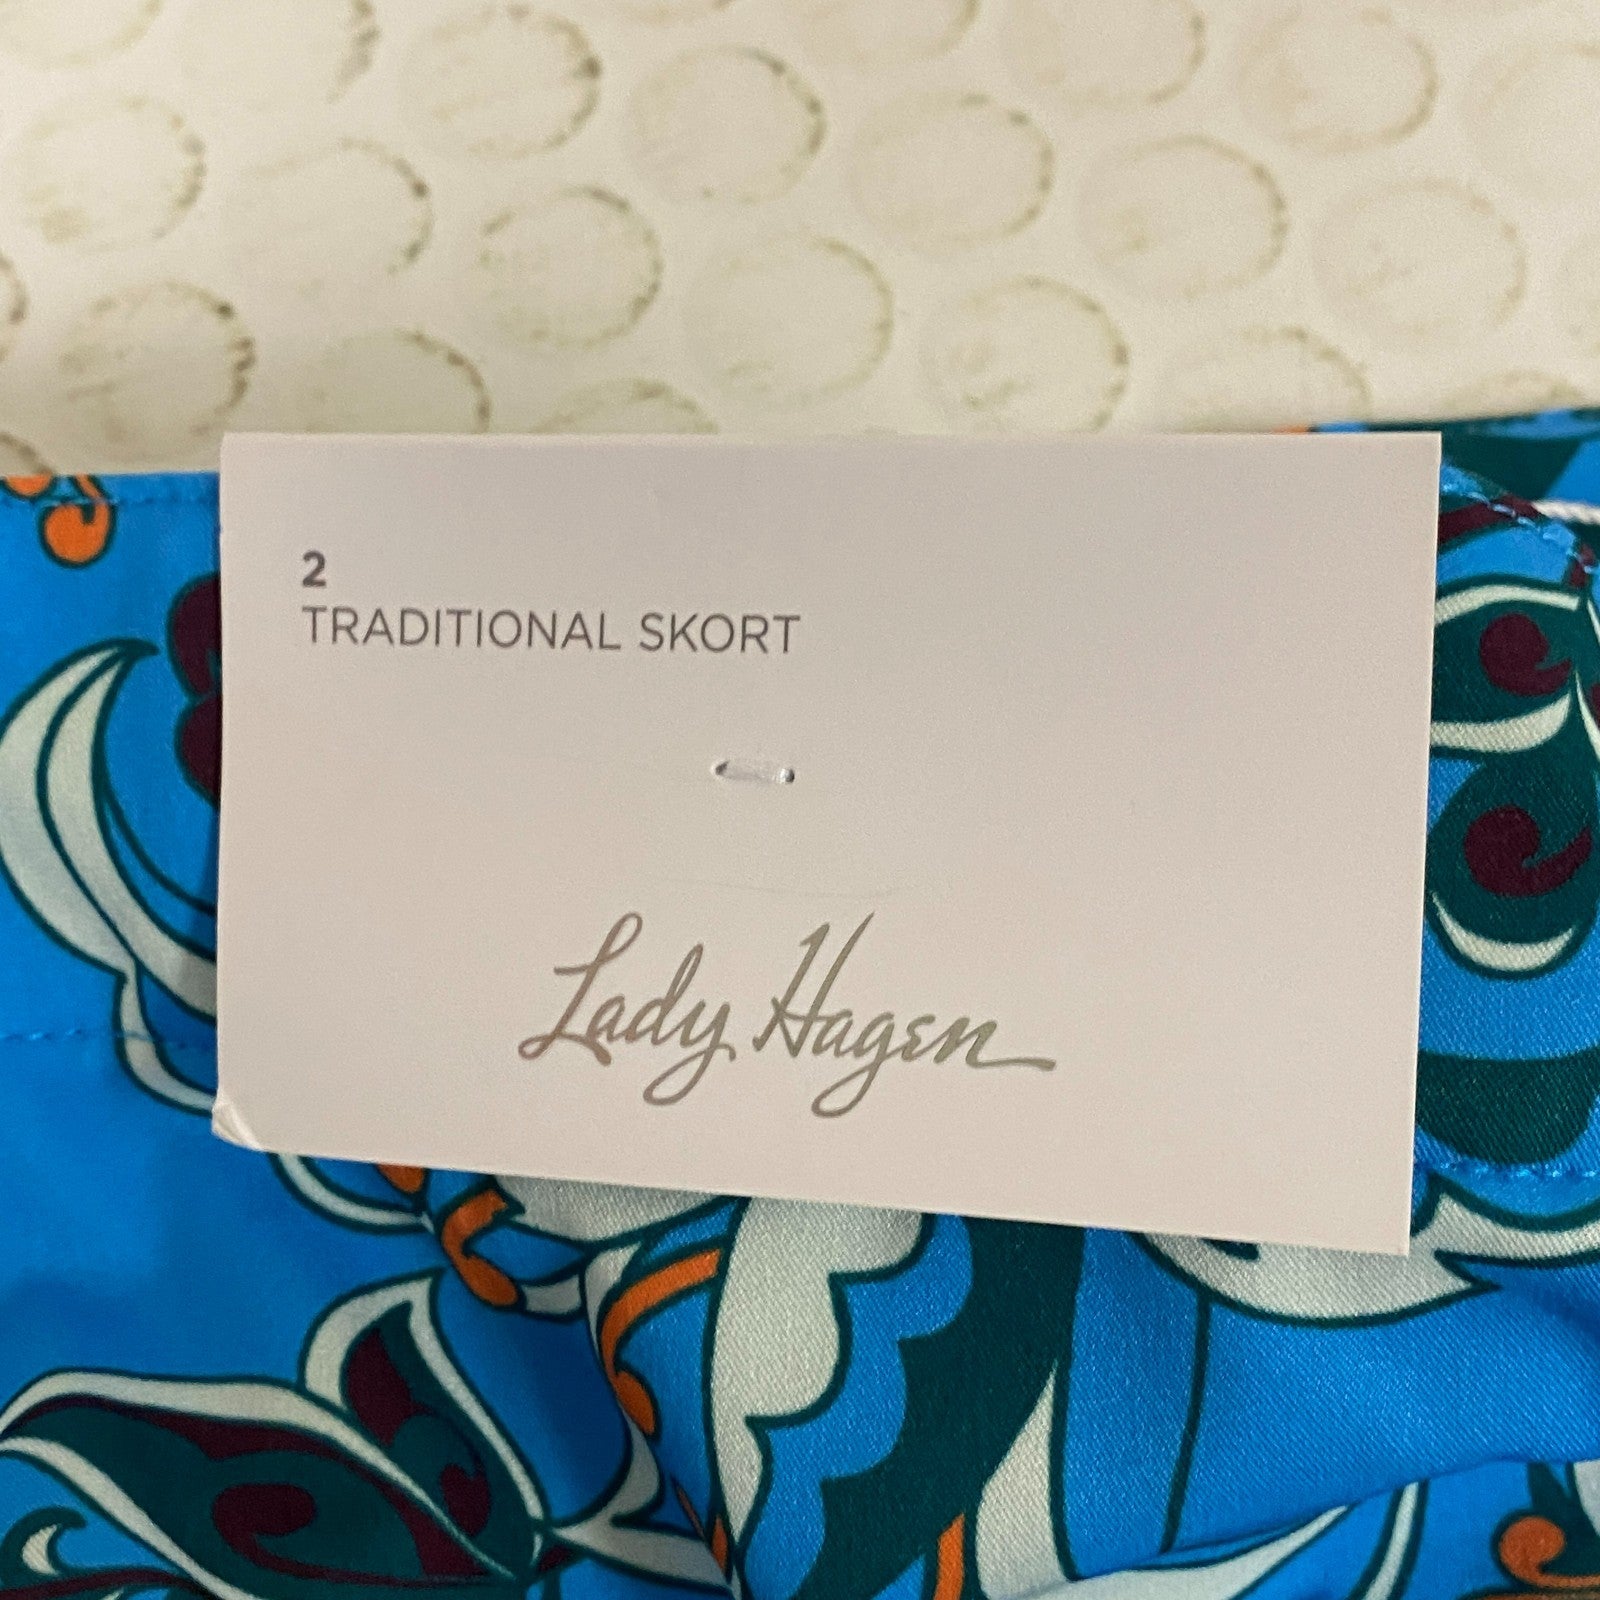 2
TRADITIONAL SKORT
Lady Hagen